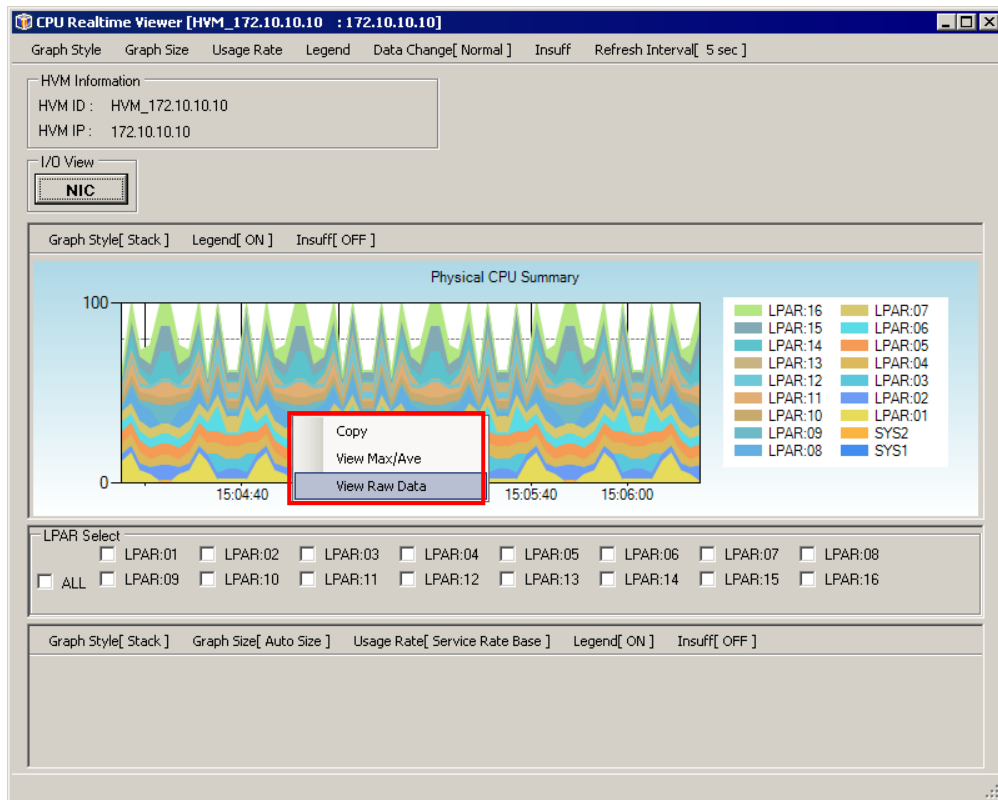 CPU Realtime Viewer [HVM_172.10.10.10 : 172.10.10.10]
Graph Style Graph Size Usage Rate Legend Data Change[ Normal ] Insuff Refresh Interval[ 5 sec ]
HVM Information
HVM ID : HVM_172.10.10.10
HVM IP : 172.10.10.10
I/O View
NIC
Graph Style[ Stack ] Legend[ ON ] Insuff[ OFF ]
Physical CPU Summary
100
0
15:04:40
15:05:40
15:06:00
LPAR:16 LPAR:07
LPAR:15 LPAR:06
LPAR:14 LPAR:05
LPAR:13 LPAR:04
LPAR:12 LPAR:03
LPAR:11 LPAR:02
LPAR:10 LPAR:01
LPAR:09 SYS2
LPAR:08 SYS1
Copy
View Max/Ave
View Raw Data
LPAR Select
LPAR:01 LPAR:02 LPAR:03 LPAR:04 LPAR:05 LPAR:06 LPAR:07 LPAR:08
ALL LPAR:09 LPAR:10 LPAR:11 LPAR:12 LPAR:13 LPAR:14 LPAR:15 LPAR:16
Graph Style[ Stack ] Graph Size[ Auto Size ] Usage Rate[ Service Rate Base ] Legend[ ON ] Insuff[ OFF ]